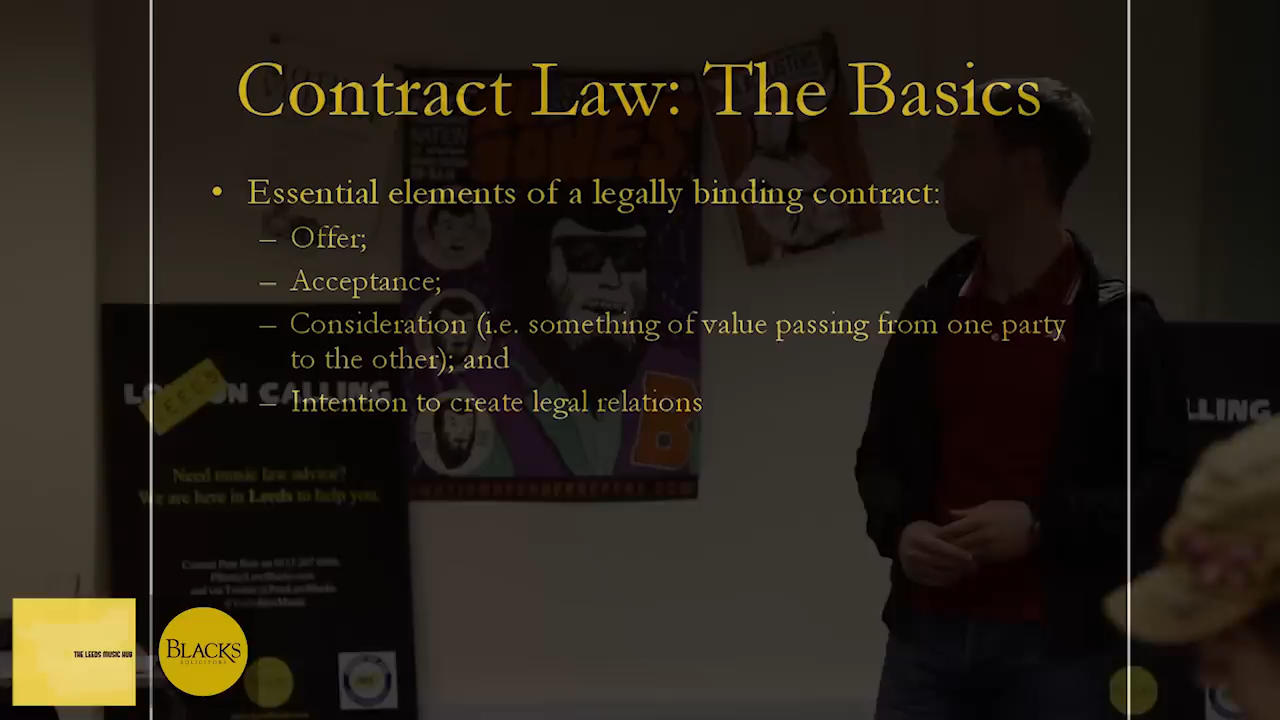 Contract Law: The Basics
• Essential elements of a legally binding contract:
– Offer;
– Acceptance;
– Consideration (i.e. something of value passing from one party
to the other); and
– Intention to create legal relations
LEEDS
CALLING
LLING
Need music law advice?
We are here in Leeds to help you.
THE LEEDS MUSIC HUB
BLACKS
SOLICITORS